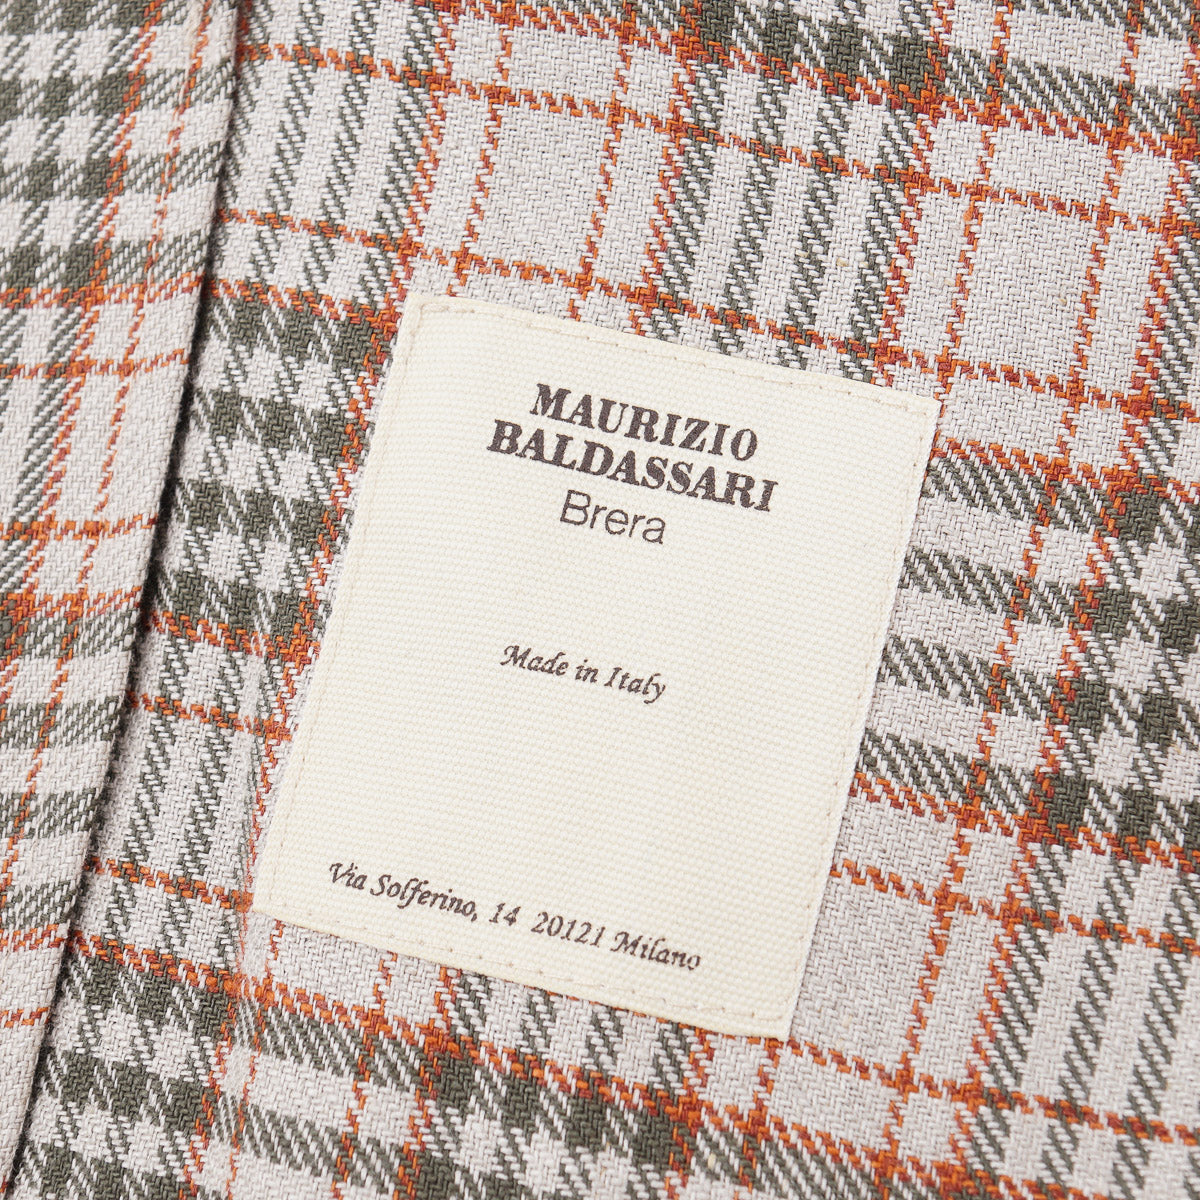 MAURIZIO
BALDASSARI
Brera
Made in Italy
Via Solferino, 14 20121 Milano